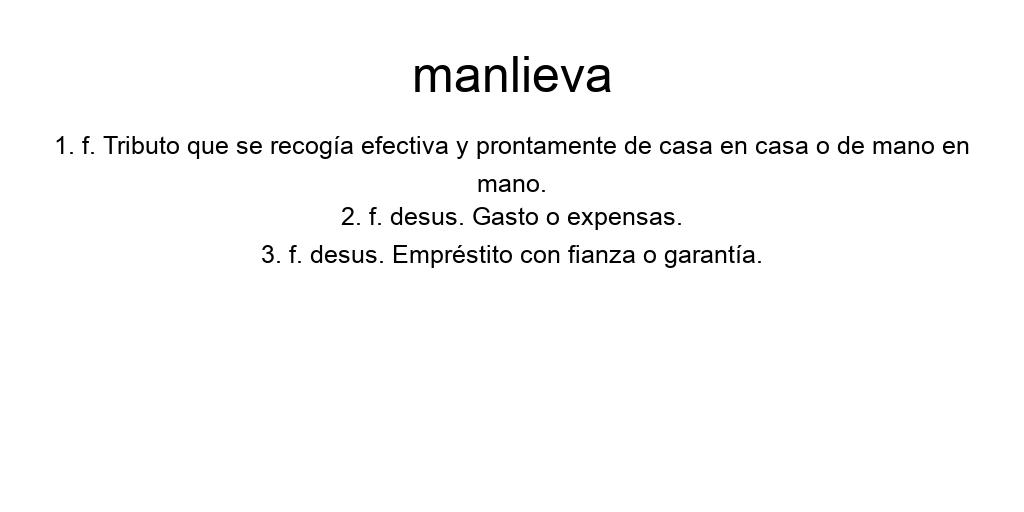 manlieva
1. f. Tributo que se recogía efectiva y prontamente de casa en casa o de mano en
mano.
2. f. desus. Gasto o expensas.
3. f. desus. Empréstito con fianza o garantía.